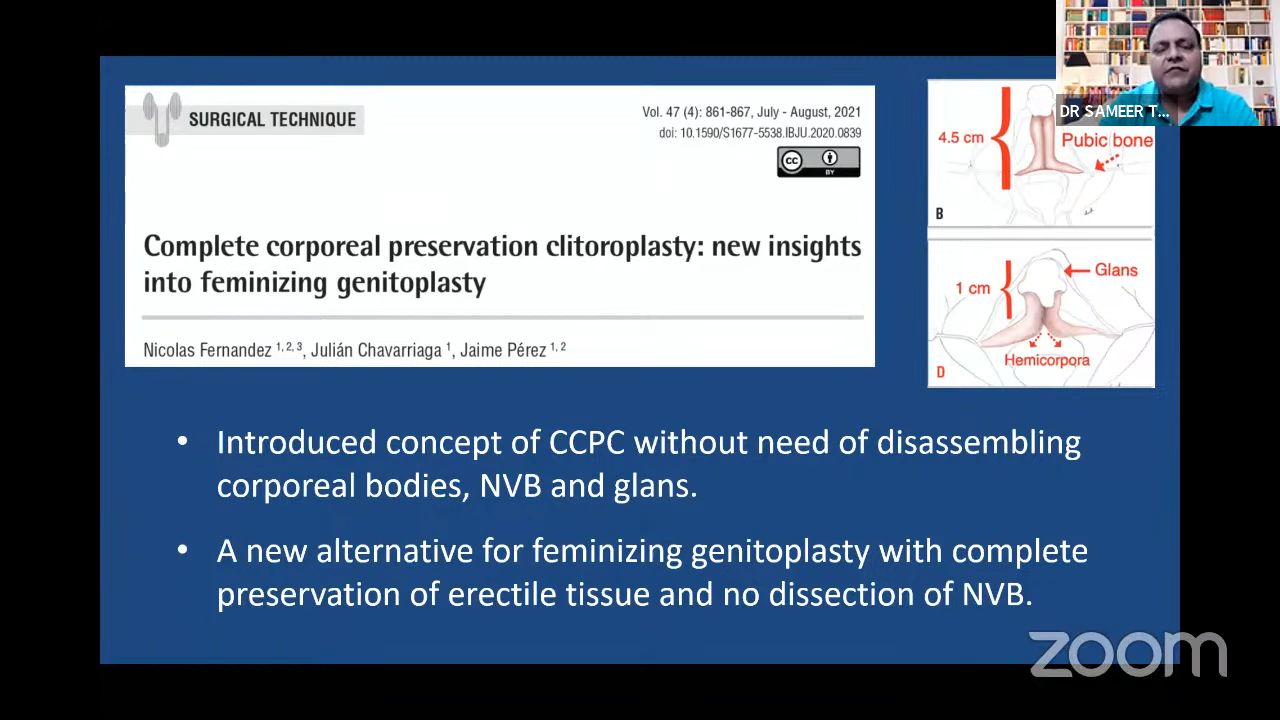 SURGICAL TECHNIQUE
Vol. 47 (4): 861-867, July - August, 2021
doi: 10.1590/S1677-5538.IBJU.2020.0839
cc
BY
Complete corporeal preservation clitoroplasty: new insights
into feminizing genitoplasty
Nicolas Fernandez 1, 2, 3, Julián Chavarriaga 1, Jaime Pérez 1, 2
DR SAMEER T...
4.5 cm
Pubic bone
B
Glans
1 cm
Hemicorpora
D
• Introduced concept of CCPC without need of disassembling
corporeal bodies, NVB and glans.
• A new alternative for feminizing genitoplasty with complete
preservation of erectile tissue and no dissection of NVB.
zoom